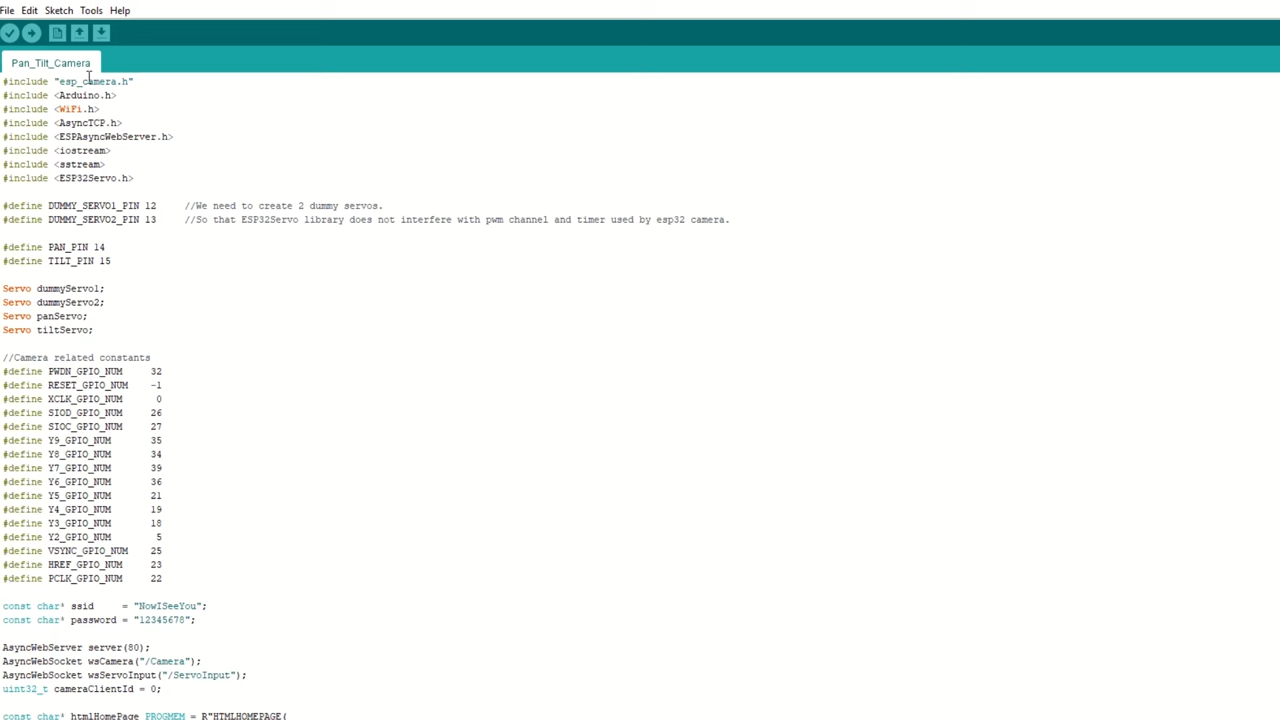 File Edit Sketch Tools Help
Pan_Tilt_Camera
#include "esp_camera.h"
#include <Arduino.h>
#include <WiFi.h>
#include <AsyncTCP.h>
#include <ESPAsyncWebServer.h>
#include <iostream>
#include <sstream>
#include <ESP32Servo.h>
#define DUMMY_SERVO1_PIN 12 //We need to create 2 dummy servos.
#define DUMMY_SERVO2_PIN 13 //So that ESP32Servo library does not interfere with pwm channel and timer used by esp32 camera.
#define PAN_PIN 14
#define TILT_PIN 15
Servo dummyServo1;
Servo dummyServo2;
Servo panServo;
Servo tiltServo;
//Camera related constants
#define PWDN_GPIO_NUM 32
#define RESET_GPIO_NUM -1
#define XCLK_GPIO_NUM 0
#define SIOD_GPIO_NUM 26
#define SIOC_GPIO_NUM 27
#define Y9_GPIO_NUM 35
#define Y8_GPIO_NUM 34
#define Y7_GPIO_NUM 39
#define Y6_GPIO_NUM 36
#define Y5_GPIO_NUM 21
#define Y4_GPIO_NUM 19
#define Y3_GPIO_NUM 18
#define Y2_GPIO_NUM 5
#define VSYNC_GPIO_NUM 25
#define HREF_GPIO_NUM 23
#define PCLK_GPIO_NUM 22
const char* ssid = "NowISeeYou";
const char* password = "12345678";
AsyncWebServer server(80);
AsyncWebSocket wsCamera("/Camera");
AsyncWebSocket wsServoInput("/ServoInput");
uint32_t cameraClientId = 0;
const char* htmlHomePage PROGMEM = R"HTMLHOMEPAGE(